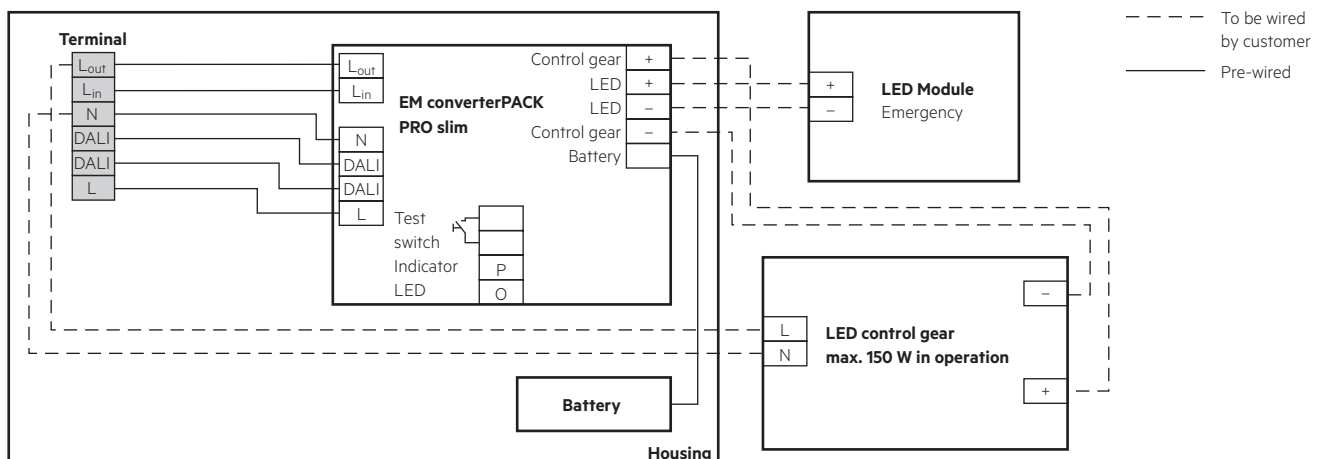 Terminal
Lout
Lin
N
DALI
DALI
L
Lout
Lin
N
DALI
DALI
L
EM converterPACK
PRO slim
Test
switch
Indicator
LED
P
O
Control gear +
LED +
LED –
Control gear –
Battery
+
–
LED Module
Emergency
To be wired
by customer
Pre-wired
L
N
LED control gear
max. 150 W in operation
–
+
Battery
Housing